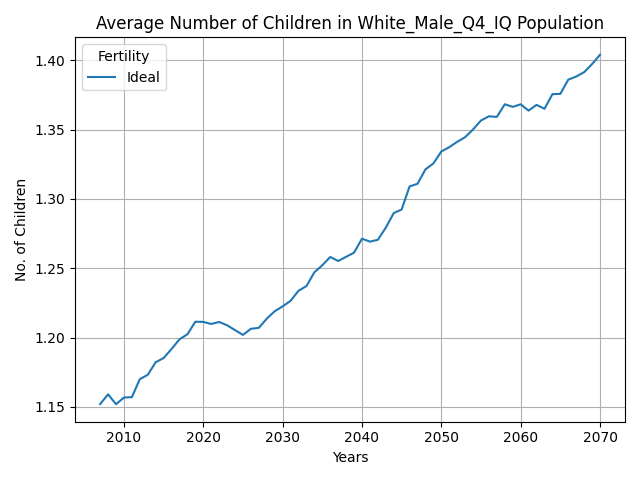 Average Number of Children in White_Male_Q4_IQ Population
Fertility
Ideal
No. of Children
1.40
1.35
1.30
1.25
1.20
1.15
2010 2020 2030 2040 2050 2060 2070
Years